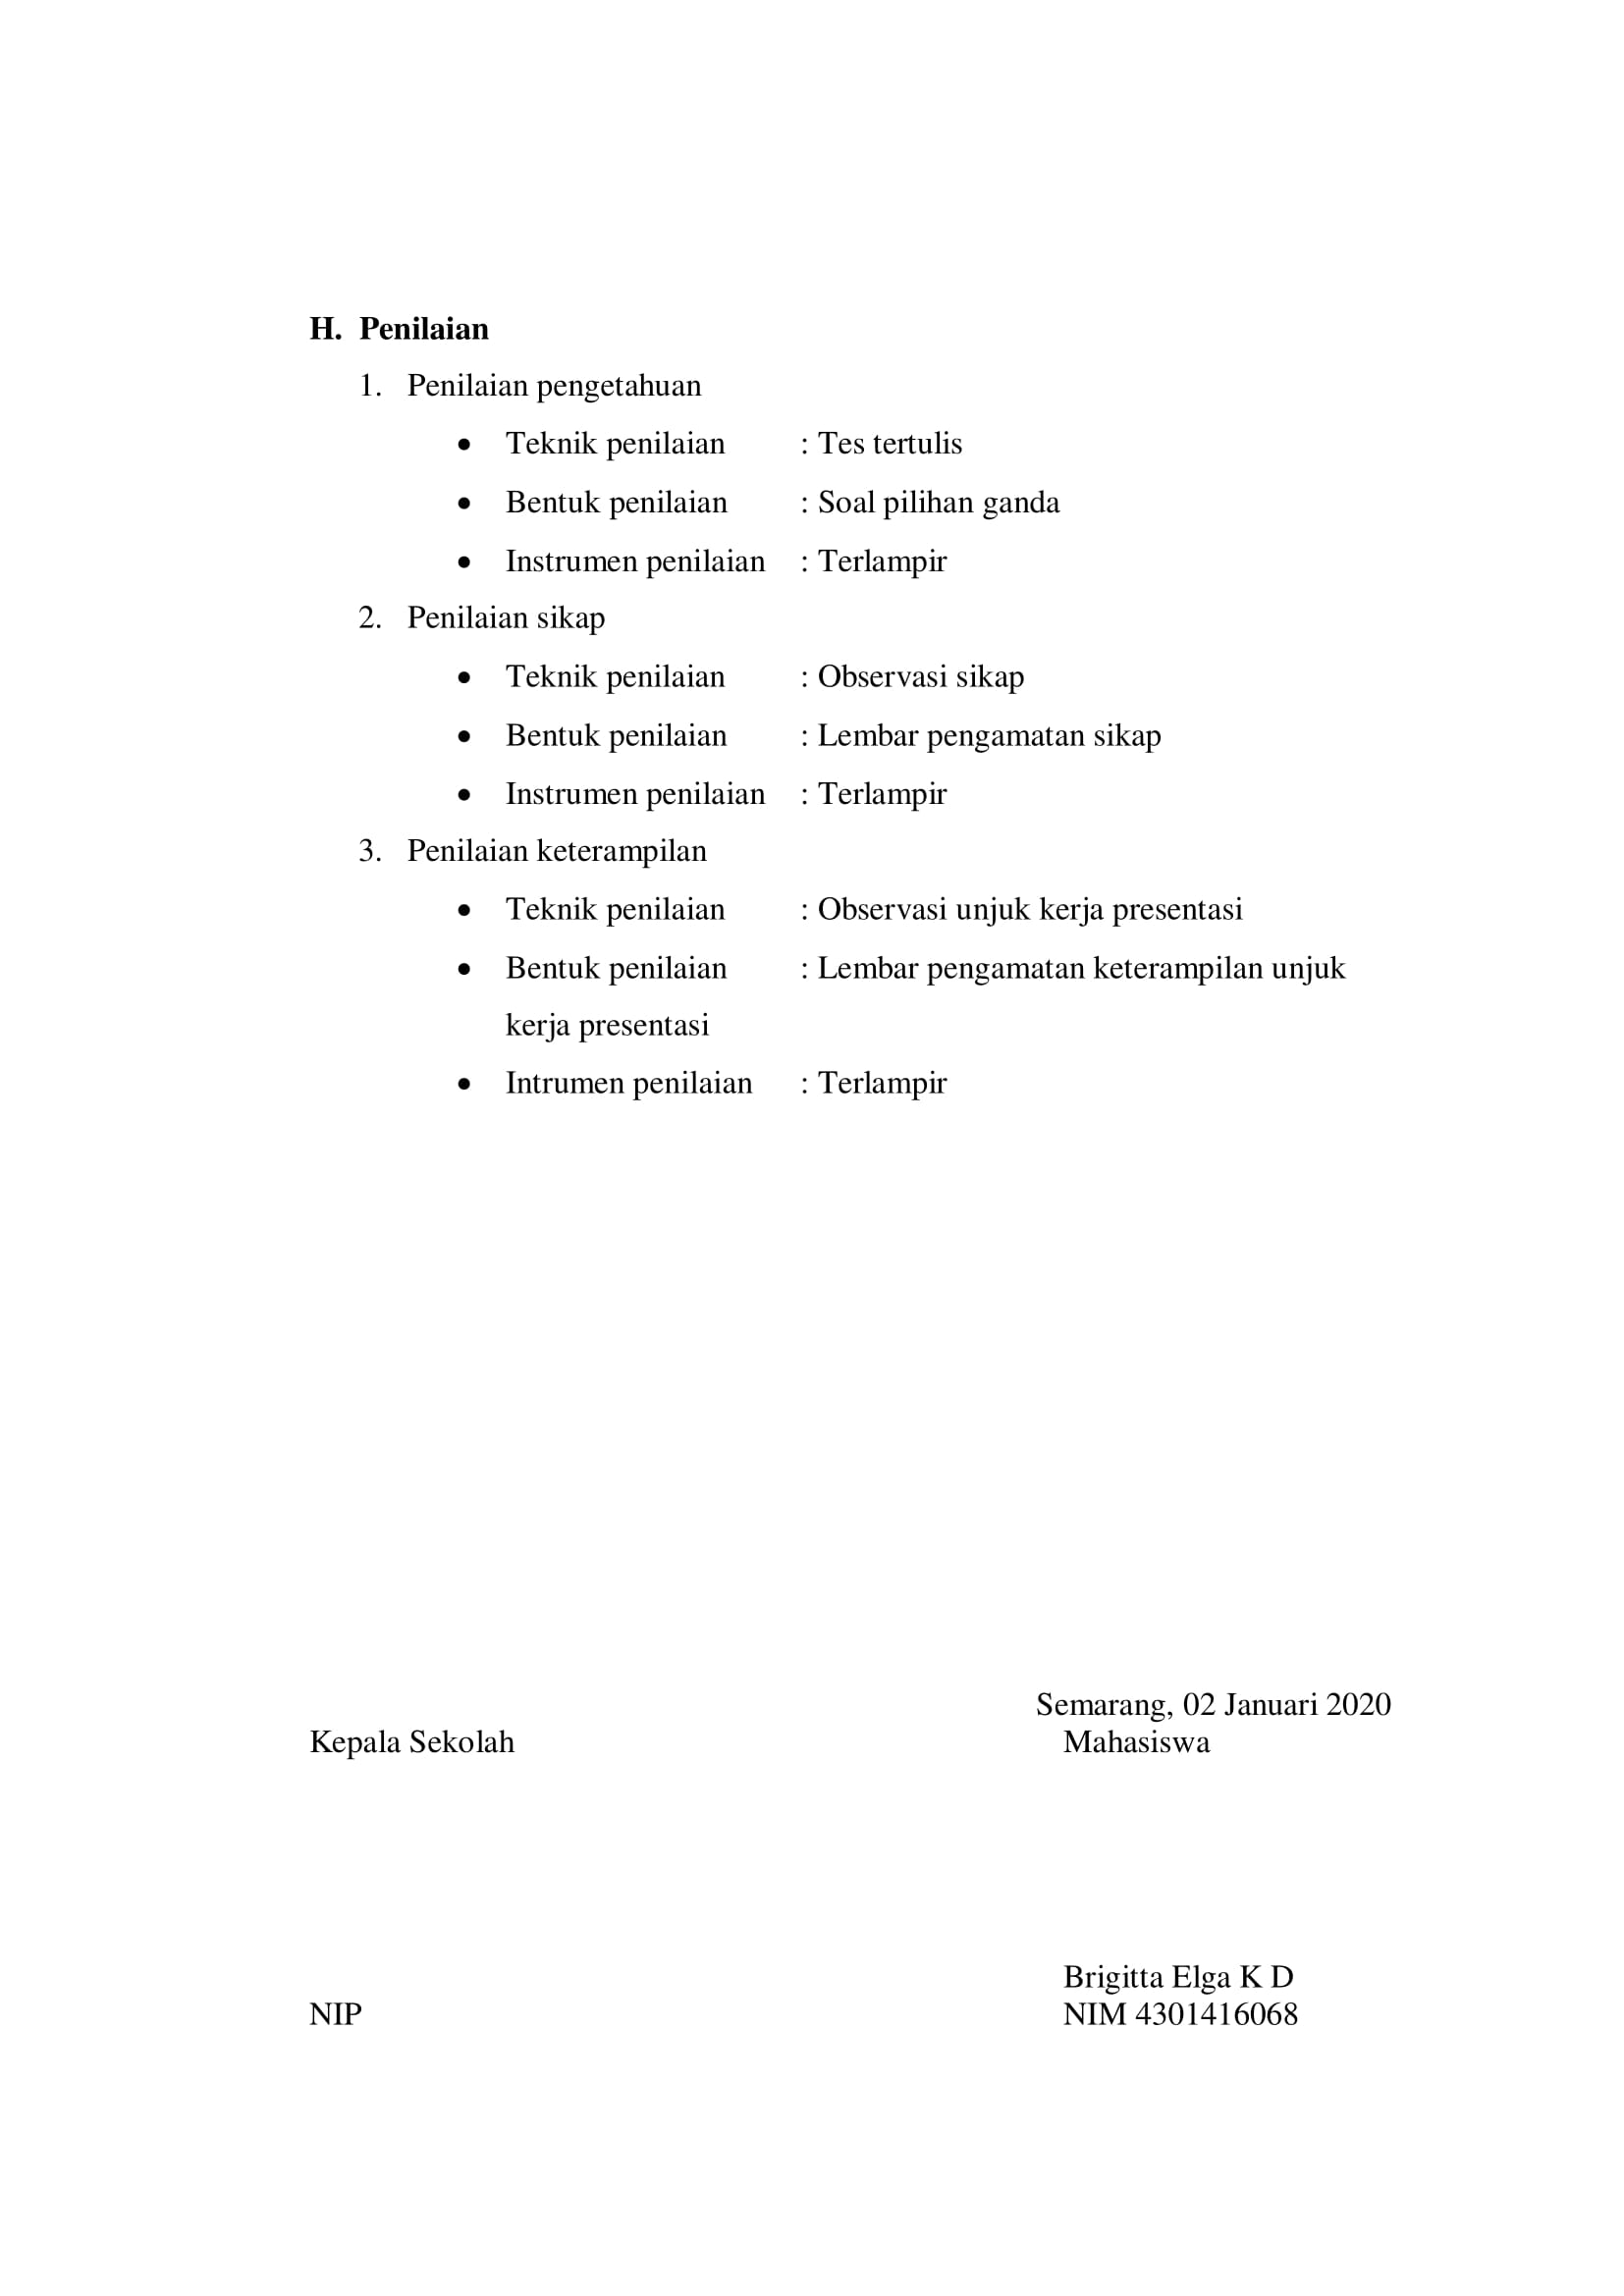 H. Penilaian
1. Penilaian pengetahuan
• Teknik penilaian : Tes tertulis
• Bentuk penilaian : Soal pilihan ganda
• Instrumen penilaian : Terlampir
2. Penilaian sikap
• Teknik penilaian : Observasi sikap
• Bentuk penilaian : Lembar pengamatan sikap
• Instrumen penilaian : Terlampir
3. Penilaian keterampilan
• Teknik penilaian : Observasi unjuk kerja presentasi
• Bentuk penilaian : Lembar pengamatan keterampilan unjuk
kerja presentasi
• Intrumen penilaian : Terlampir
Semarang, 02 Januari 2020
Kepala Sekolah Mahasiswa
Brigitta Elga K D
NIP NIM 4301416068